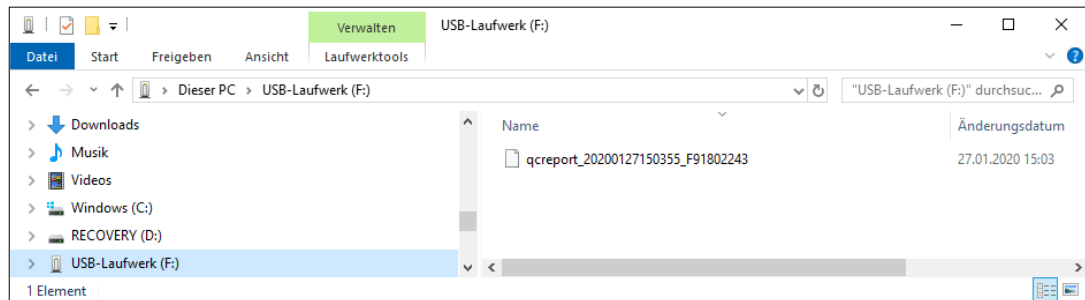 Verwalten USB-Laufwerk (F:)
Datei Start Freigeben Ansicht Laufwerktools
Dieser PC > USB-Laufwerk (F:) "USB-Laufwerk (F:)" durchsuc...
Downloads
Musik
Videos
Windows (C:)
RECOVERY (D:)
USB-Laufwerk (F:)
Name Änderungsdatum
qcreport_20200127150355_F91802243 27.01.2020 15:03
1 Element